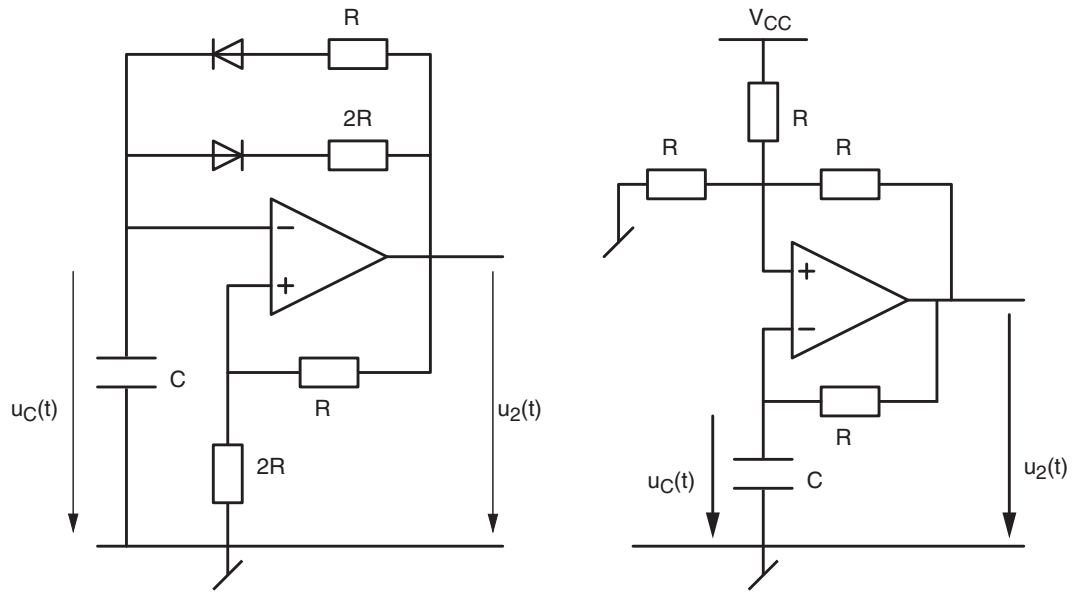 R
2R
−
+
C
R
u_C(t)
u_2(t)
2R
V_CC
R
R
R
+
−
R
u_C(t)
C
u_2(t)